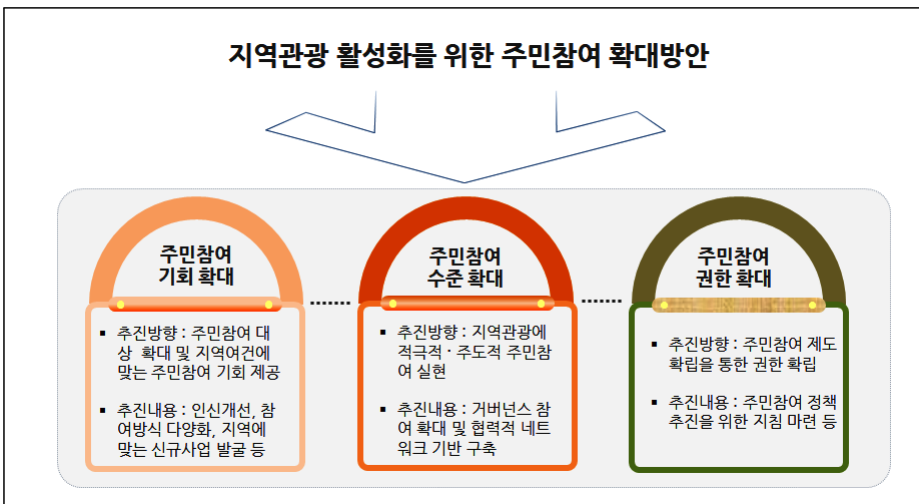 지역관광 활성화를 위한 주민참여 확대방안
주민참여
기회 확대
▪ 추진방향 : 주민참여 대
상 확대 및 지역여건에
맞는 주민참여 기회 제공
▪ 추진내용 : 인신개선, 참
여방식 다양화, 지역에
맞는 신규사업 발굴 등
주민참여
수준 확대
▪ 추진방향 : 지역관광에
적극적 · 주도적 주민참
여 실현
▪ 추진내용 : 거버넌스 참
여 확대 및 협력적 네트
워크 기반 구축
주민참여
권한 확대
▪ 추진방향 : 주민참여 제도
확립을 통한 권한 확립
▪ 추진내용 : 주민참여 정책
추진을 위한 지침 마련 등